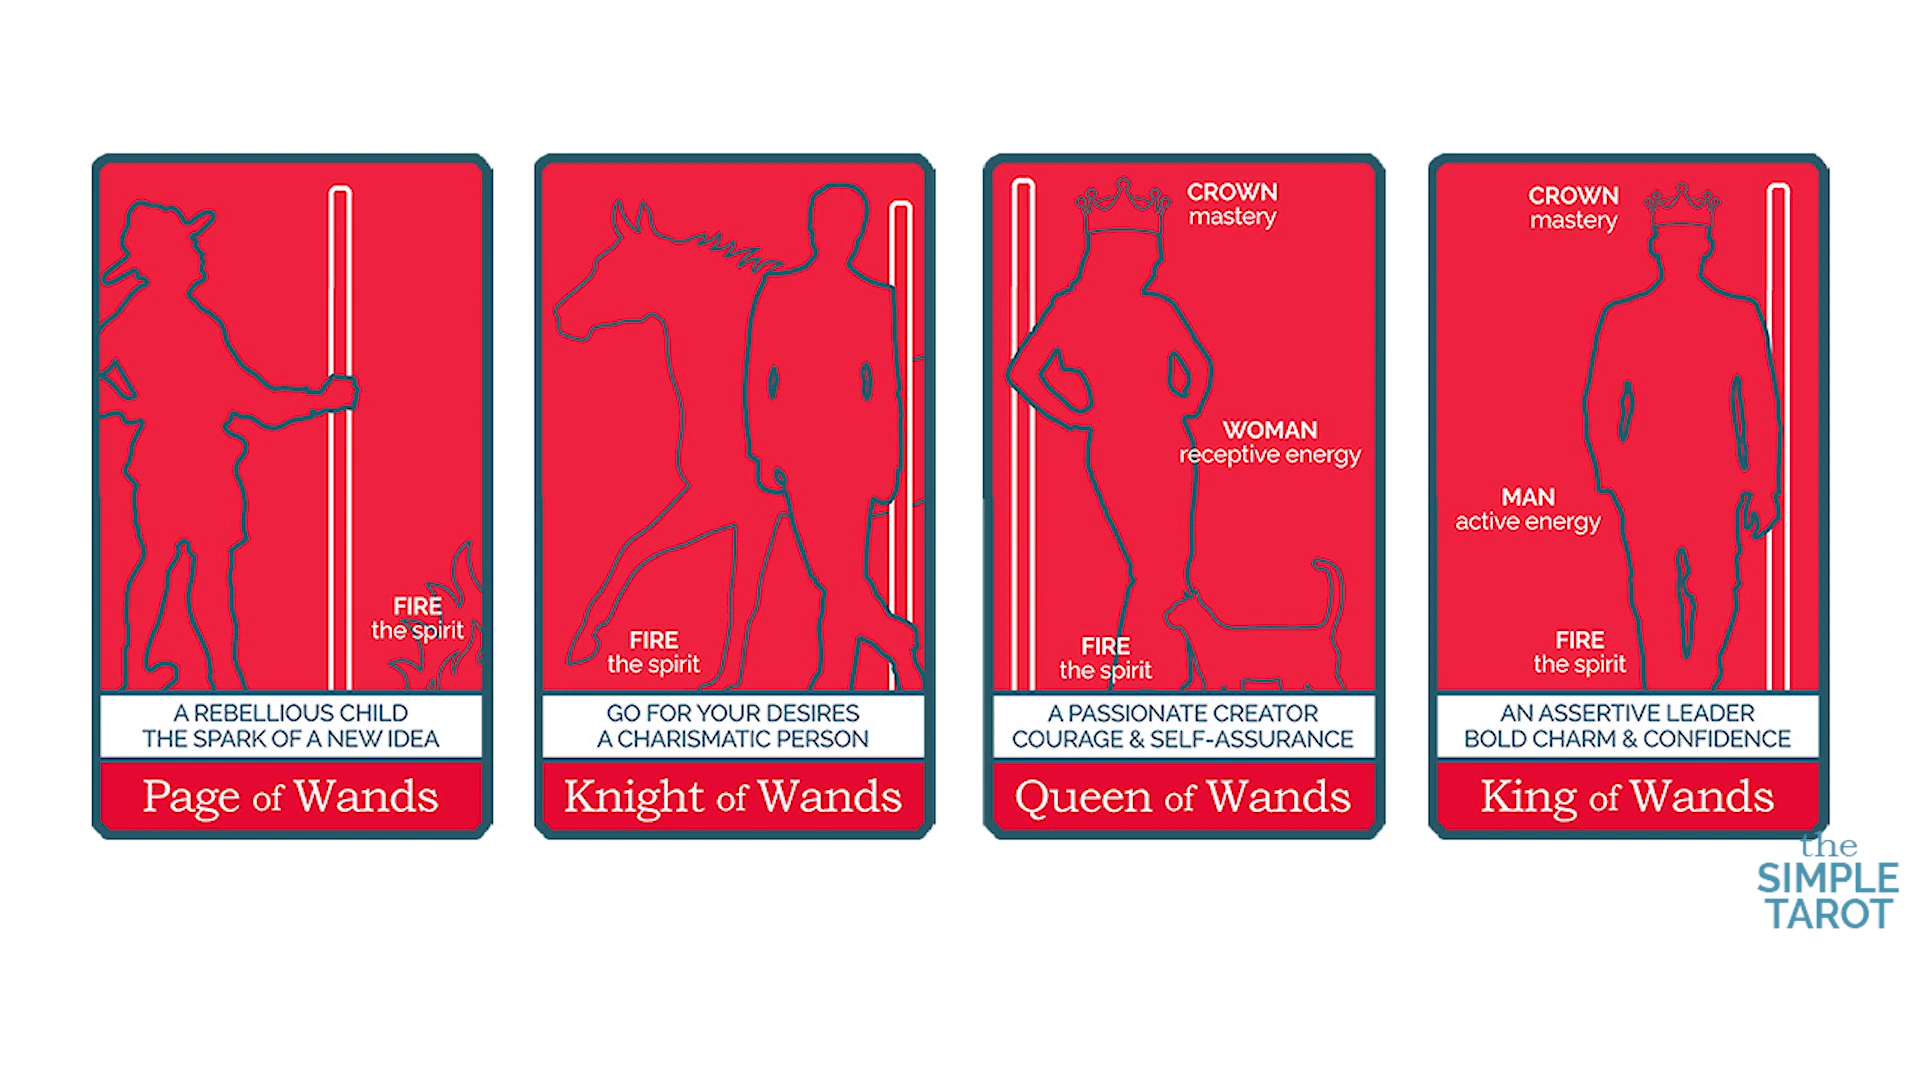 FIRE
the spirit
A REBELLIOUS CHILD
THE SPARK OF A NEW IDEA
Page of Wands
FIRE
the spirit
GO FOR YOUR DESIRES
A CHARISMATIC PERSON
Knight of Wands
CROWN
mastery
WOMAN
receptive energy
FIRE
the spirit
A PASSIONATE CREATOR
COURAGE & SELF-ASSURANCE
Queen of Wands
CROWN
mastery
MAN
active energy
FIRE
the spirit
AN ASSERTIVE LEADER
BOLD CHARM & CONFIDENCE
King of Wands
the
SIMPLE
TAROT